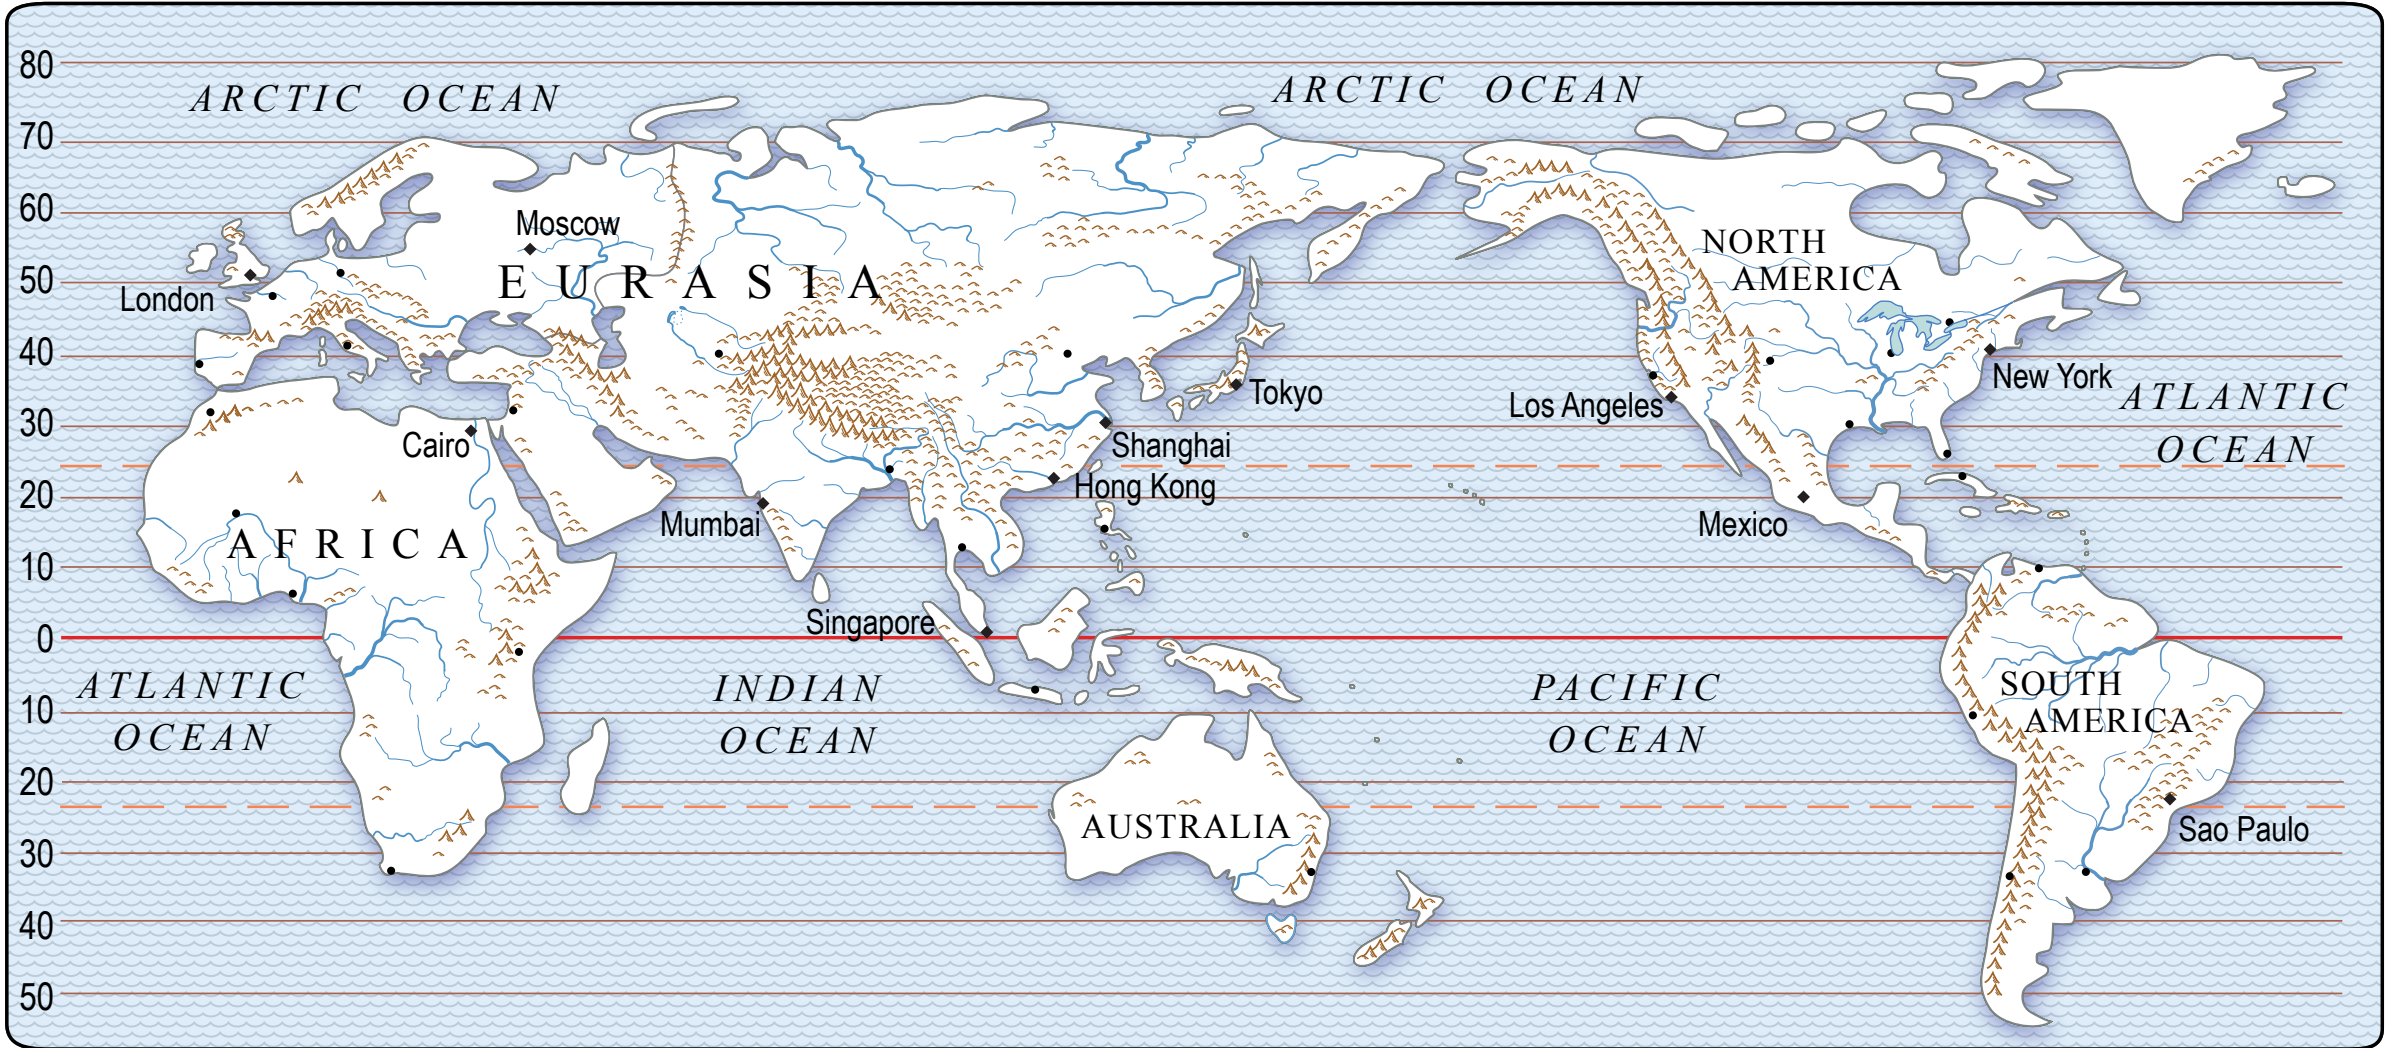 80
ARCTIC OCEAN
ARCTIC OCEAN
70
60
Moscow
NORTH
AMERICA
50
EURASIA
London
40
Tokyo
New York
Los Angeles
ATLANTIC
OCEAN
30
Cairo
Shanghai
20
Hong Kong
Mumbai
Mexico
AFRICA
10
Singapore
0
ATLANTIC
OCEAN
INDIAN
OCEAN
PACIFIC
OCEAN
SOUTH
AMERICA
10
20
AUSTRALIA
Sao Paulo
30
40
50